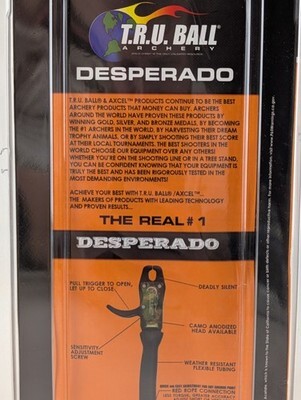 T.R.U. BALL®
ARCHERY
DESPERADO
T.R.U. BALL® & AXCEL™ PRODUCTS CONTINUE TO BE THE BEST
ARCHERY PRODUCTS THAT MONEY CAN BUY. ARCHERS
AROUND THE WORLD HAVE PROVEN THESE PRODUCTS BY
WINNING GOLD, SILVER, AND BRONZE MEDALS, BY BECOMING
THE #1 ARCHERS IN THE WORLD, BY HARVESTING THEIR DREAM
TROPHY ANIMALS, OR BY SIMPLY SHOOTING THEIR BEST SCORE
AT THEIR LOCAL TOURNAMENTS. THE BEST SHOOTERS IN THE
WORLD CHOOSE OUR EQUIPMENT OVER ANY OTHERS!
WHETHER YOU'RE ON THE SHOOTING LINE OR IN A TREE STAND,
YOU CAN BE CONFIDENT KNOWING THAT YOUR EQUIPMENT IS
TRULY THE BEST AND HAS BEEN RIGOROUSLY TESTED IN THE
MOST DEMANDING ENVIRONMENTS!
ACHIEVE YOUR BEST WITH T.R.U. BALL® /AXCEL™...
THE MAKERS OF PRODUCTS WITH LEADING TECHNOLOGY
AND PROVEN RESULTS...
THE REAL # 1
DESPERADO
PULL TRIGGER TO OPEN,
LET UP TO CLOSE
DEADLY SILENT
CAMO ANODIZED
HEAD AVAILABLE
SENSITIVITY
ADJUSTMENT
SCREW
WEATHER RESISTANT
FLEXIBLE TUBING
RED ROPE CONNECTION